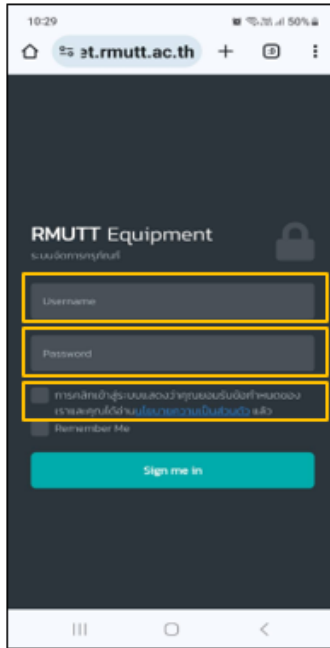 10:29
50%
et.rmutt.ac.th
RMUTT Equipment
ระบบจัดการครุภัณฑ์
Username
Password
การคลิกเข้าสู่ระบบแสดงว่าคุณยอมรับข้อกำหนดของ
เราและคุณได้อ่านนโยบายความเป็นส่วนตัว แล้ว
Remember Me
Sign me in